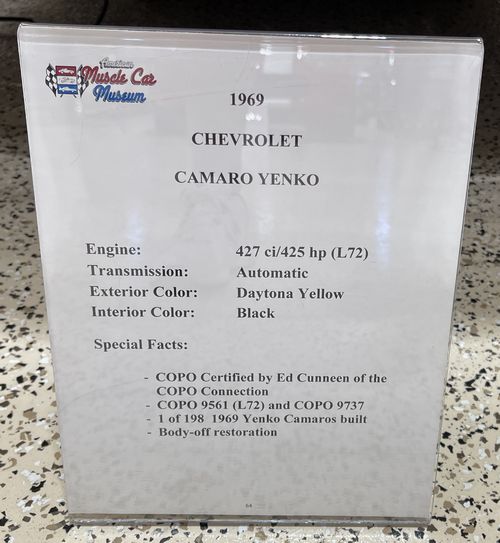 American
Muscle Car
Museum
1969
CHEVROLET
CAMARO YENKO
Engine: 427 ci/425 hp (L72)
Transmission: Automatic
Exterior Color: Daytona Yellow
Interior Color: Black
Special Facts:
- COPO Certified by Ed Cunneen of the
COPO Connection
- COPO 9561 (L72) and COPO 9737
- 1 of 198 1969 Yenko Camaros built
- Body-off restoration